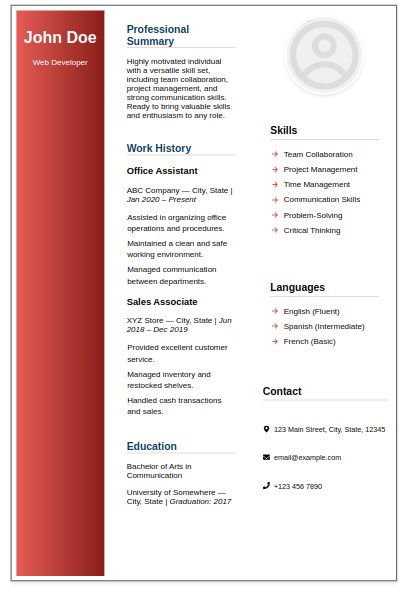 John Doe
Web Developer
Professional
Summary
Highly motivated individual
with a versatile skill set,
including team collaboration,
project management, and
strong communication skills.
Ready to bring valuable skills
and enthusiasm to any role.
Work History
Office Assistant
ABC Company — City, State |
Jan 2020 – Present
Assisted in organizing office
operations and procedures.
Maintained a clean and safe
working environment.
Managed communication
between departments.
Sales Associate
XYZ Store — City, State | Jun
2018 – Dec 2019
Provided excellent customer
service.
Managed inventory and
restocked shelves.
Handled cash transactions
and sales.
Education
Bachelor of Arts in
Communication
University of Somewhere —
City, State | Graduation: 2017
Skills
Team Collaboration
Project Management
Time Management
Communication Skills
Problem-Solving
Critical Thinking
Languages
English (Fluent)
Spanish (Intermediate)
French (Basic)
Contact
123 Main Street, City, State, 12345
email@example.com
+123 456 7890